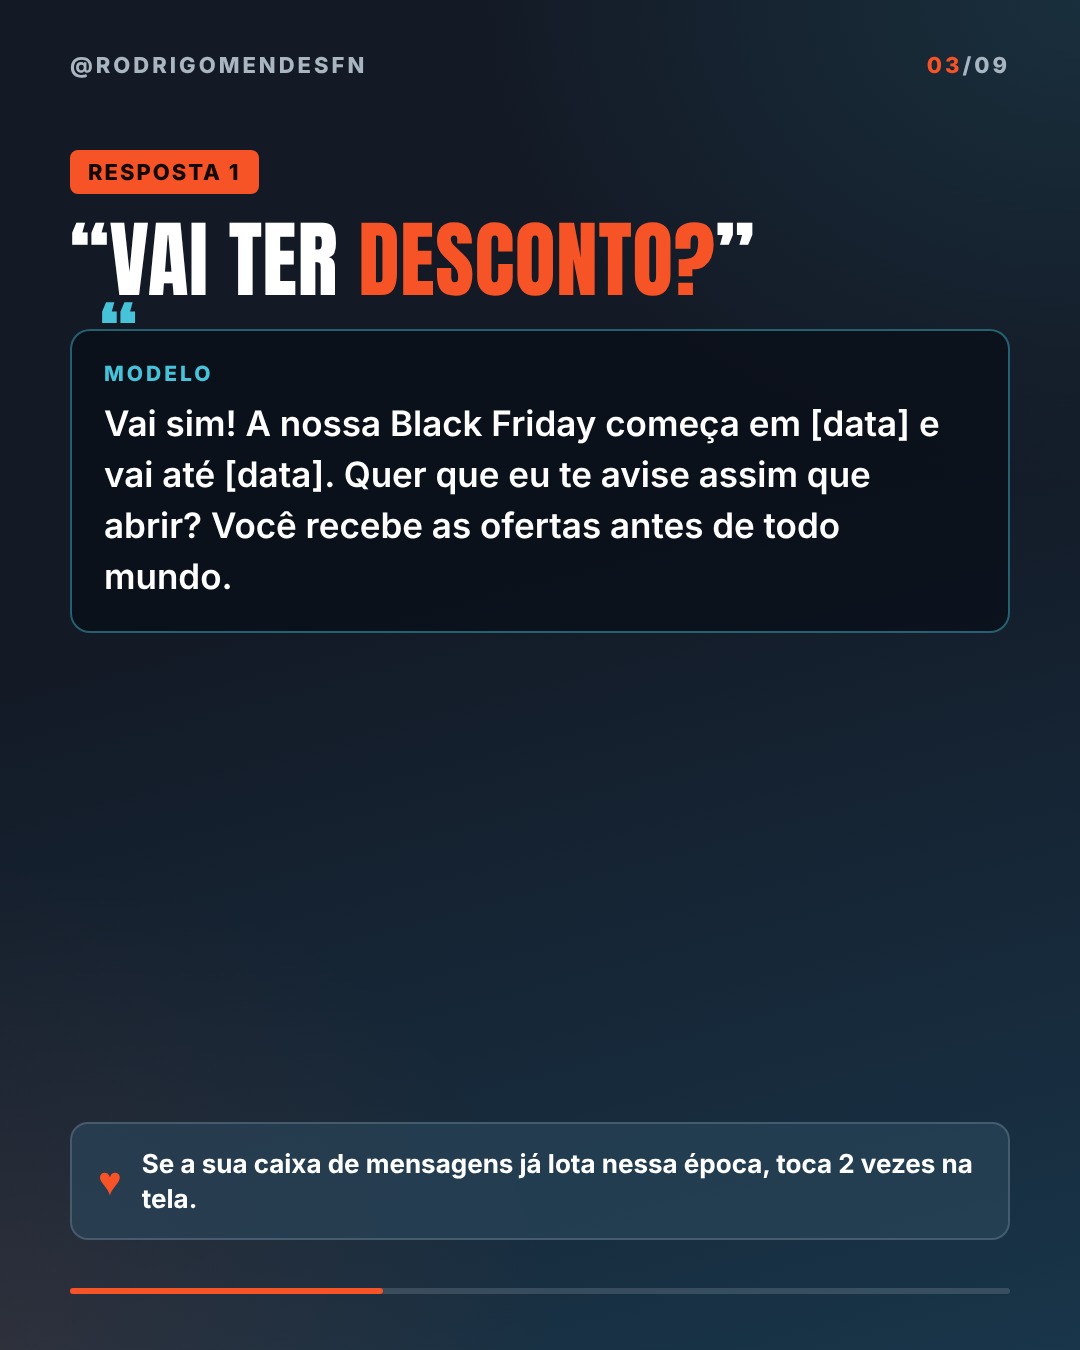 @RODRIGOMENDESFN
03/09
RESPOSTA 1
“VAI TER DESCONTO?”
“
MODELO
Vai sim! A nossa Black Friday começa em [data] e
vai até [data]. Quer que eu te avise assim que
abrir? Você recebe as ofertas antes de todo
mundo.
♥ Se a sua caixa de mensagens já lota nessa época, toca 2 vezes na
tela.